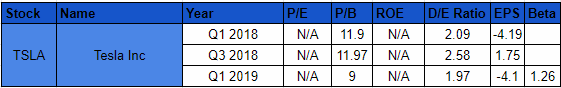 Stock Name Year P/E P/B ROE D/E Ratio EPS Beta
Q1 2018 N/A 11.9 N/A 2.09 -4.19
TSLA Tesla Inc Q3 2018 N/A 11.97 N/A 2.58 1.75
Q1 2019 N/A 9 N/A 1.97 -4.1 1.26